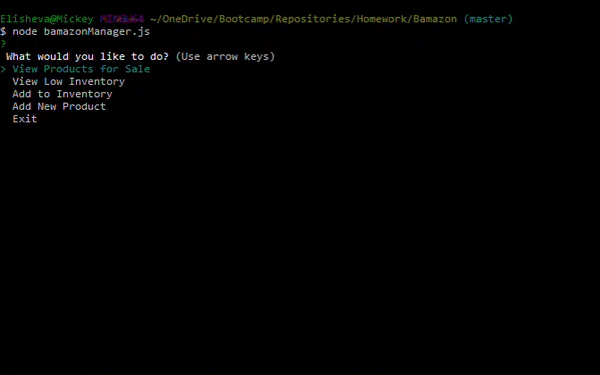 Elisheva@Mickey MINGW64 ~/OneDrive/Bootcamp/Repositories/Homework/Bamazon (master)
$ node bamazonManager.js
?
What would you like to do? (Use arrow keys)
> View Products for Sale
View Low Inventory
Add to Inventory
Add New Product
Exit